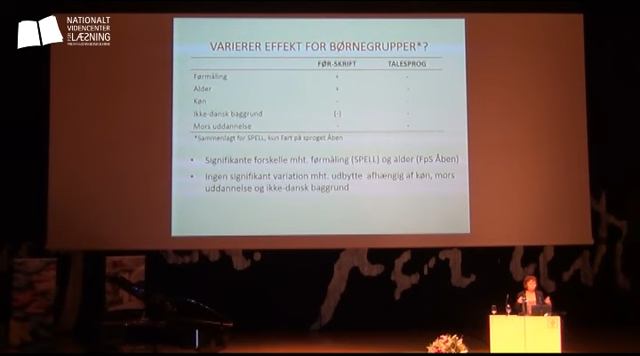 NATIONALT
VIDENCENTER
FOR LÆSNING
VARIERER EFFEKT FOR BØRNEGRUPPER*?
FØR-SKRIFT TALESPROG
Førmåling + -
Alder + -
Køn - -
Ikke-dansk baggrund (-) -
Mors uddannelse - -
*Sammenlagt for SPELL, kun Fart på sproget Åben
• Signifikante forskelle mht. førmåling (SPELL) og alder (FpS Åben)
• Ingen signifikant variation mht. udbytte afhængig af køn, mors
uddannelse og ikke-dansk baggrund